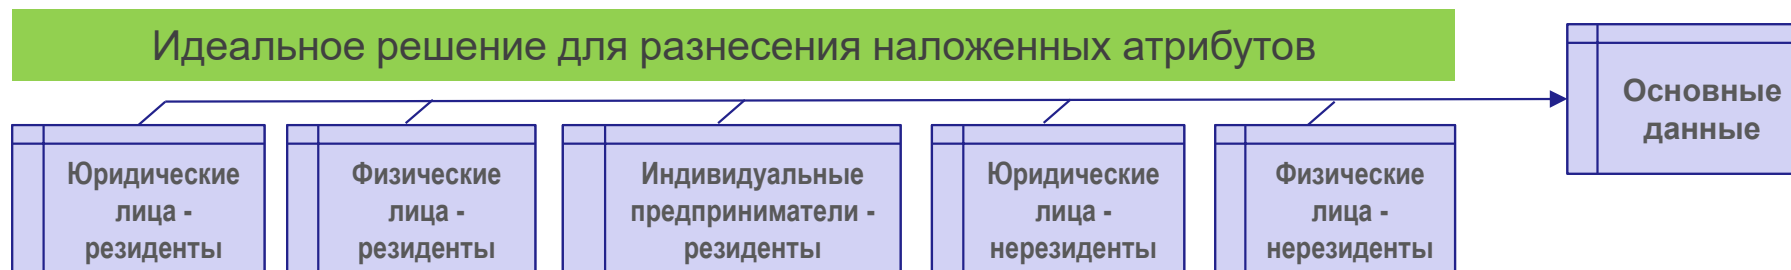 Идеальное решение для разнесения наложенных атрибутов
Основные
данные
Юридические
лица -
резиденты
Физические
лица -
резиденты
Индивидуальные
предприниматели -
резиденты
Юридические
лица -
нерезиденты
Физические
лица -
нерезиденты